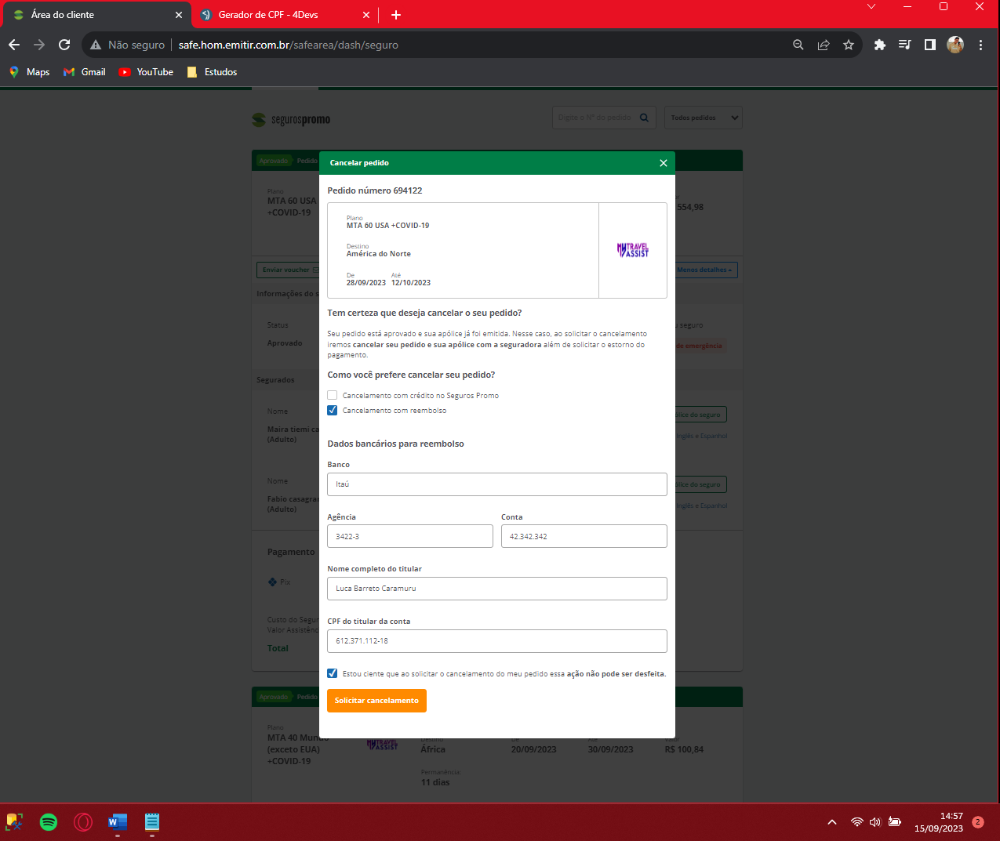 Área do cliente
Gerador de CPF - 4Devs
Não seguro
safe.hom.emitir.com.br/safearea/dash/seguro
Maps
Gmail
YouTube
Estudos
segurospromo
Digite o Nº do pedido
Todos pedidos
Aprovado
Pedido
Cancelar pedido
Pedido número 694122
Plano
MTA 60 USA
+COVID-19
554,98
Plano
MTA 60 USA +COVID-19
Destino
América do Norte
De
Até
28/09/2023
12/10/2023
MYTRAVEL
ASSIST
Enviar voucher
Menos detalhes
Informações do s
Tem certeza que deseja cancelar o seu pedido?
Status
Aprovado
u seguro
de emergência
Seu pedido está aprovado e sua apólice já foi emitida. Nesse caso, ao solicitar o cancelamento
iremos cancelar seu pedido e sua apólice com a seguradora além de solicitar o estorno do
pagamento.
Como você prefere cancelar seu pedido?
Segurados
Cancelamento com crédito no Seguros Promo
Cancelamento com reembolso
Nome
Maira tiemi ca
(Adulto)
ólice do seguro
Inglês e Espanhol
Dados bancários para reembolso
Banco
Itaú
Nome
Fabio casagran
(Adulto)
ólice do seguro
Inglês e Espanhol
Agência
Conta
3422-3
42.342.342
Pagamento
Pix
Nome completo do titular
Luca Barreto Caramuru
Custo do Segur
Valor Assistênc
Total
CPF do titular da conta
612.371.112-18
Estou ciente que ao solicitar o cancelamento do meu pedido essa ação não pode ser desfeita.
Solicitar cancelamento
Aprovado
Pedido
Plano
MTA 40 Mundo
(exceto EUA)
+COVID-19
MYTRAVEL
ASSIST
Destino
África
De
20/09/2023
Até
30/09/2023
Valor
R$ 100,84
Permanência:
11 dias
14:57
15/09/2023
2